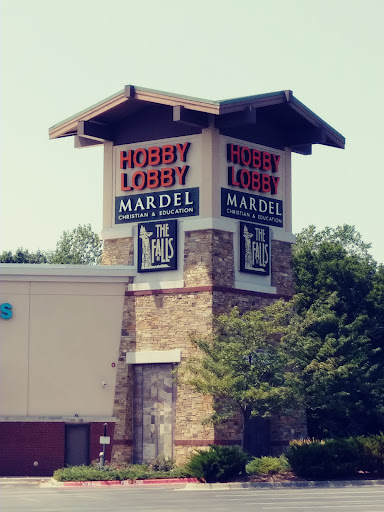 HOBBY
LOBBY
MARDEL
CHRISTIAN & EDUCATION
THE
FALLS
HOBBY
LOBBY
MARDEL
CHRISTIAN & EDUCATION
THE
FALLS
S